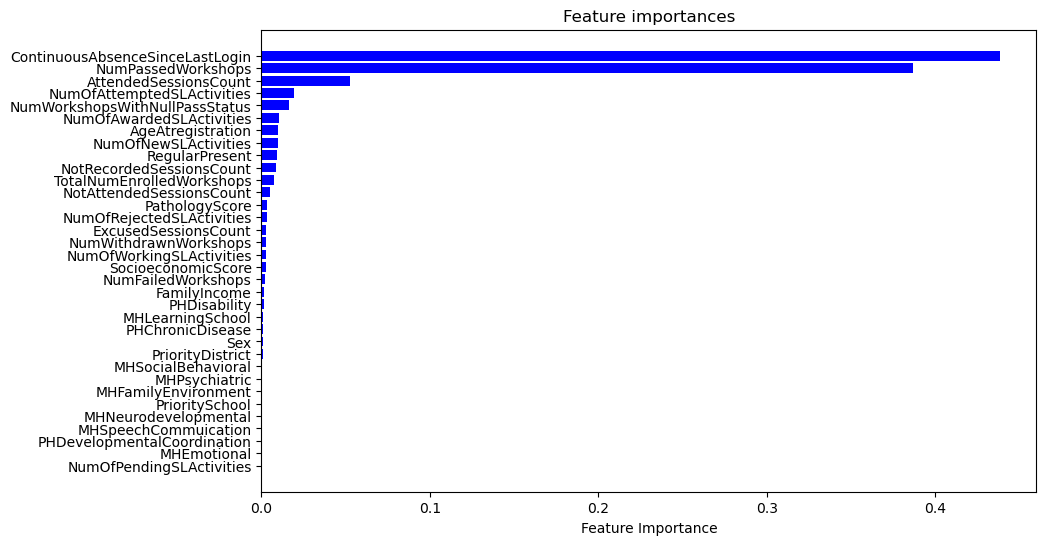 Feature importances
ContinuousAbsenceSinceLastLogin
NumPassedWorkshops
AttendedSessionsCount
NumOfAttemptedSLActivities
NumWorkshopsWithNullPassStatus
NumOfAwardedSLActivities
AgeAtregistration
NumOfNewSLActivities
RegularPresent
NotRecordedSessionsCount
TotalNumEnrolledWorkshops
NotAttendedSessionsCount
PathologyScore
NumOfRejectedSLActivities
ExcusedSessionsCount
NumWithdrawnWorkshops
NumOfWorkingSLActivities
SocioeconomicScore
NumFailedWorkshops
FamilyIncome
PHDisability
MHLearningSchool
PHChronicDisease
Sex
PriorityDistrict
MHSocialBehavioral
MHPsychiatric
MHFamilyEnvironment
PrioritySchool
MHNeurodevelopmental
MHSpeechCommuication
PHDevelopmentalCoordination
MHEmotional
NumOfPendingSLActivities
0.0 0.1 0.2 0.3 0.4
Feature Importance